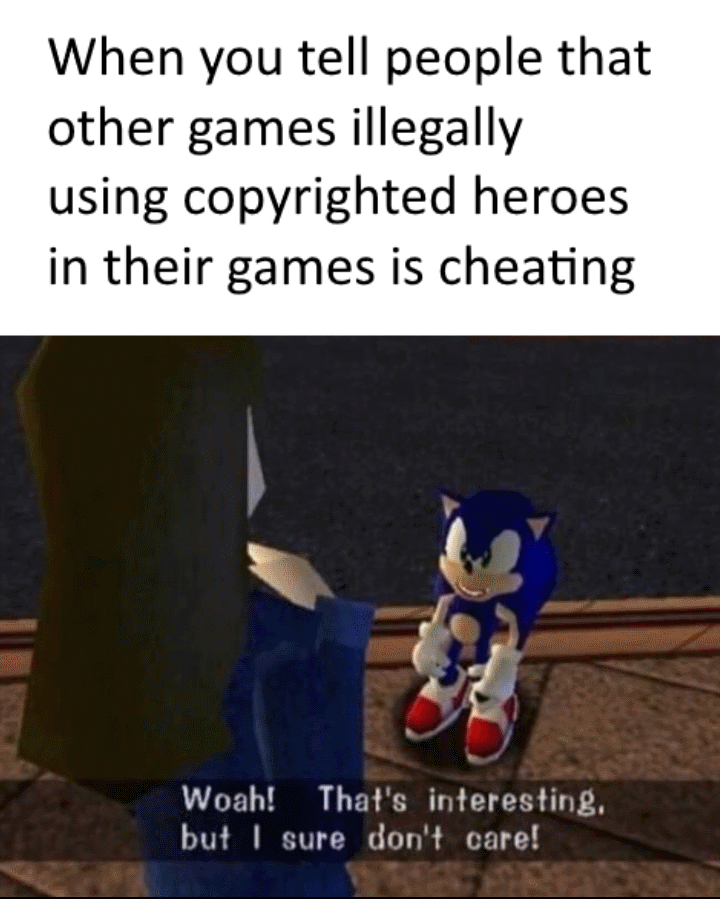 When you tell people that
other games illegally
using copyrighted heroes
in their games is cheating
Woah! That's interesting,
but I sure don't care!